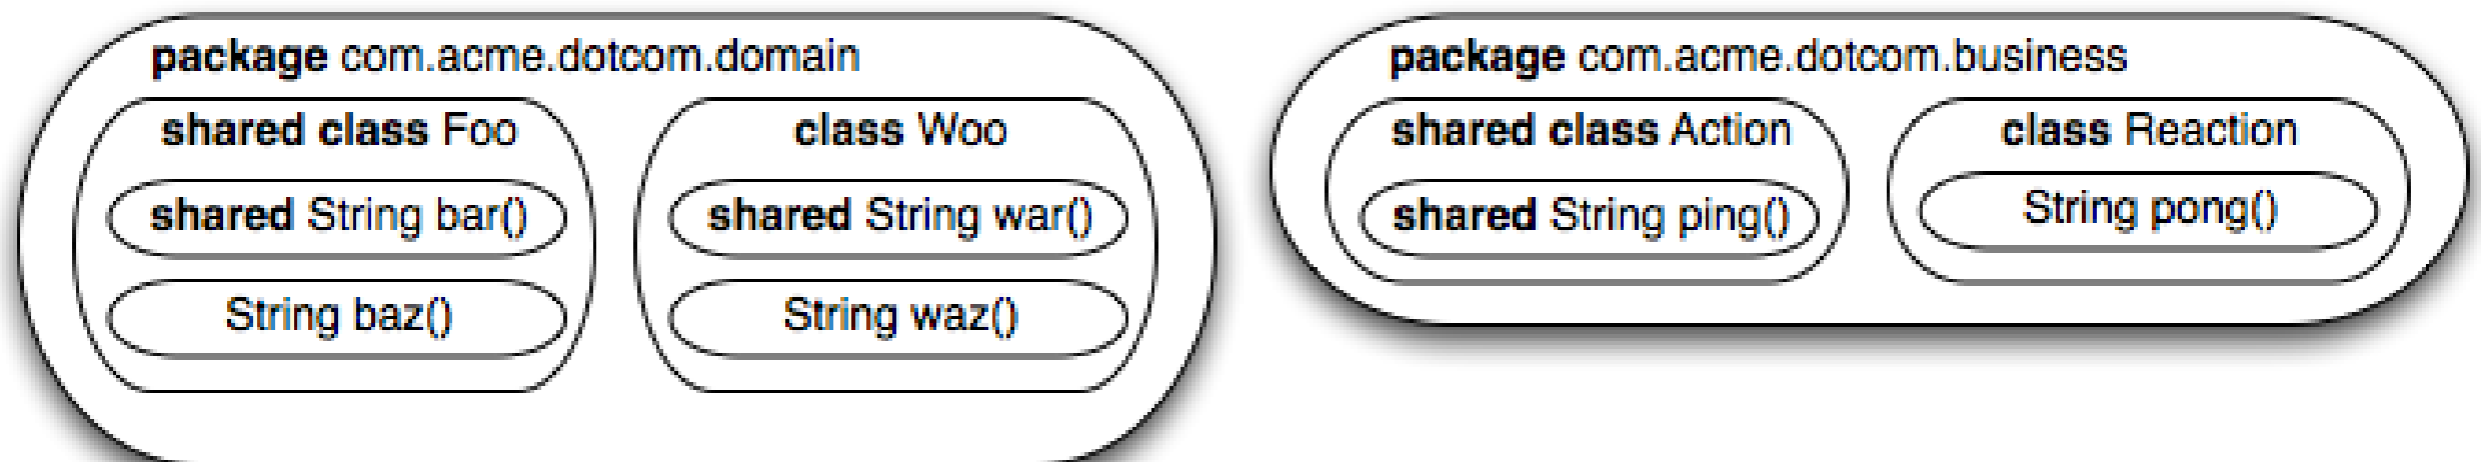 package com.acme.dotcom.domain
shared class Foo
shared String bar()
String baz()
class Woo
shared String war()
String waz()
package com.acme.dotcom.business
shared class Action
shared String ping()
class Reaction
String pong()